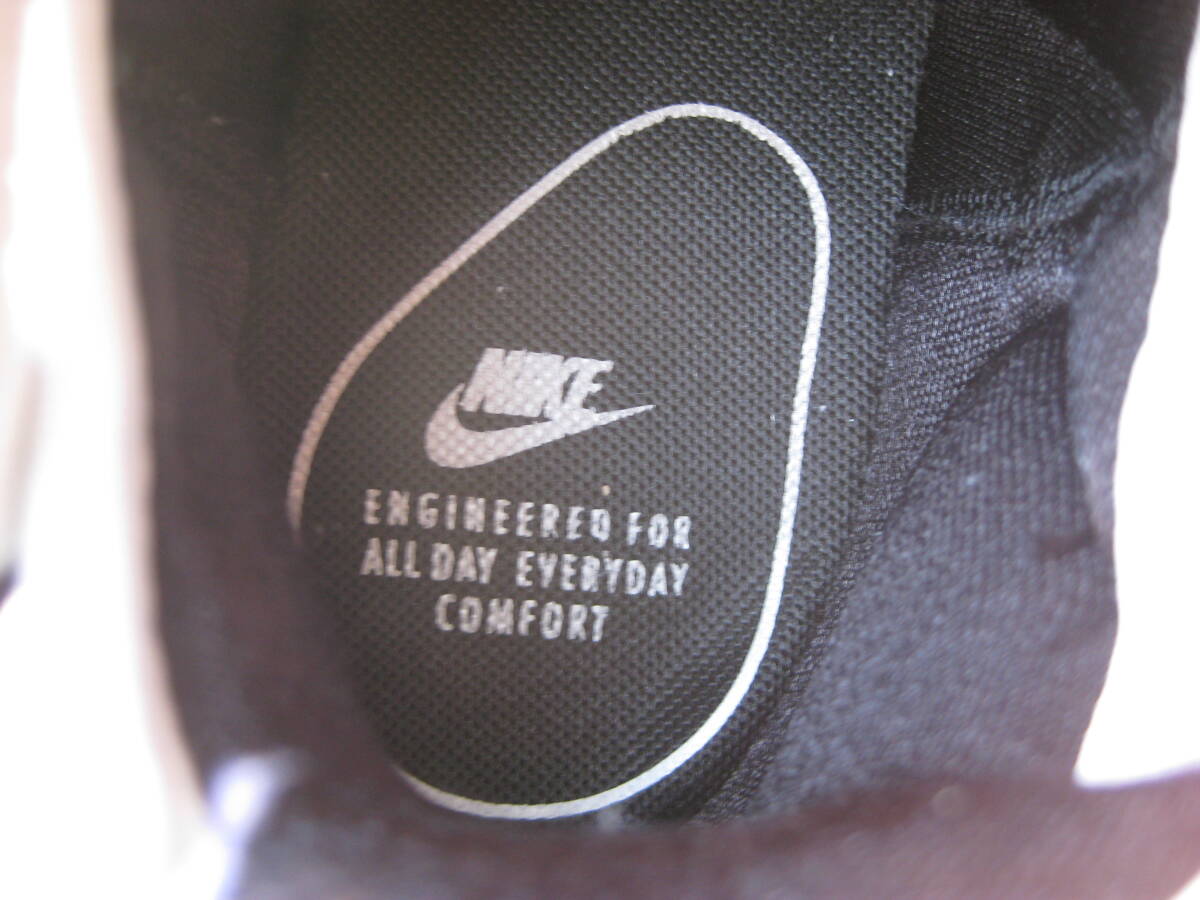 NIKE
ENGINEERED FOR
ALL DAY EVERYDAY
COMFORT